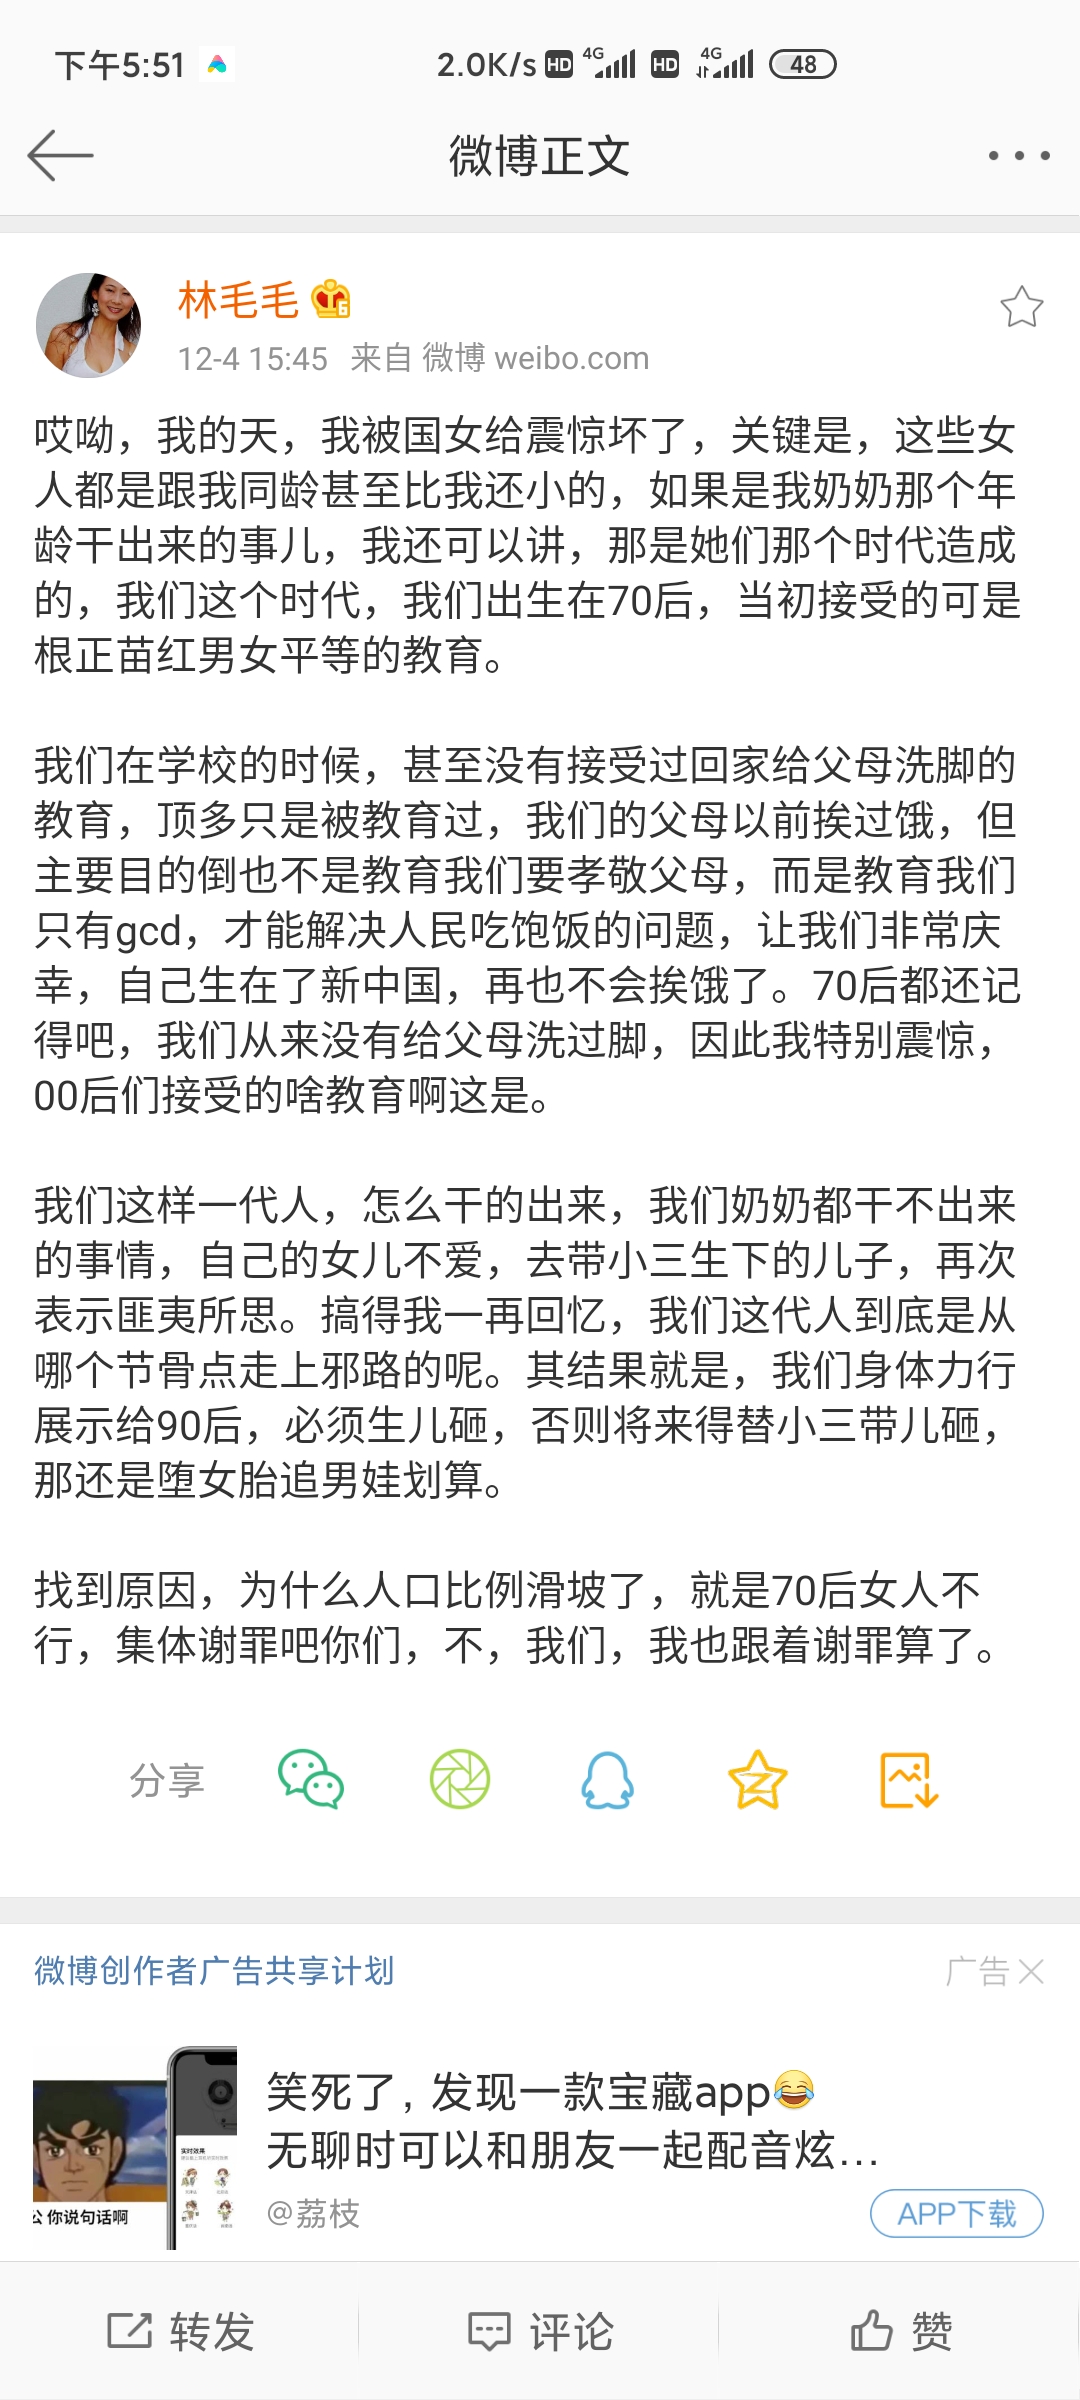 下午5:51 2.0K/s HD 4G HD 4G 48
微博正文
林毛毛 6
12-4 15:45 来自 微博 weibo.com
哎呦，我的天，我被国女给震惊坏了，关键是，这些女
人都是跟我同龄甚至比我还小的，如果是我奶奶那个年
龄干出来的事儿，我还可以讲，那是她们那个时代造成
的，我们这个时代，我们出生在70后，当初接受的可是
根正苗红男女平等的教育。
我们在学校的时候，甚至没有接受过回家给父母洗脚的
教育，顶多只是被教育过，我们的父母以前挨过饿，但
主要目的倒也不是教育我们要孝敬父母，而是教育我们
只有gcd，才能解决人民吃饱饭的问题，让我们非常庆
幸，自己生在了新中国，再也不会挨饿了。70后都还记
得吧，我们从来没有给父母洗过脚，因此我特别震惊，
00后们接受的啥教育啊这是。
我们这样一代人，怎么干的出来，我们奶奶都干不出来
的事情，自己的女儿不爱，去带小三生下的儿子，再次
表示匪夷所思。搞得我一再回忆，我们这代人到底是从
哪个节骨点走上邪路的呢。其结果就是，我们身体力行
展示给90后，必须生儿砸，否则将来得替小三带儿砸，
那还是堕女胎追男娃划算。
找到原因，为什么人口比例滑坡了，就是70后女人不
行，集体谢罪吧你们，不，我们，我也跟着谢罪算了。
分享
微博创作者广告共享计划 广告
笑死了，发现一款宝藏app😂
无聊时可以和朋友一起配音炫...
@荔枝
APP下载
实时效果
公 你说句话啊
转发 评论 赞